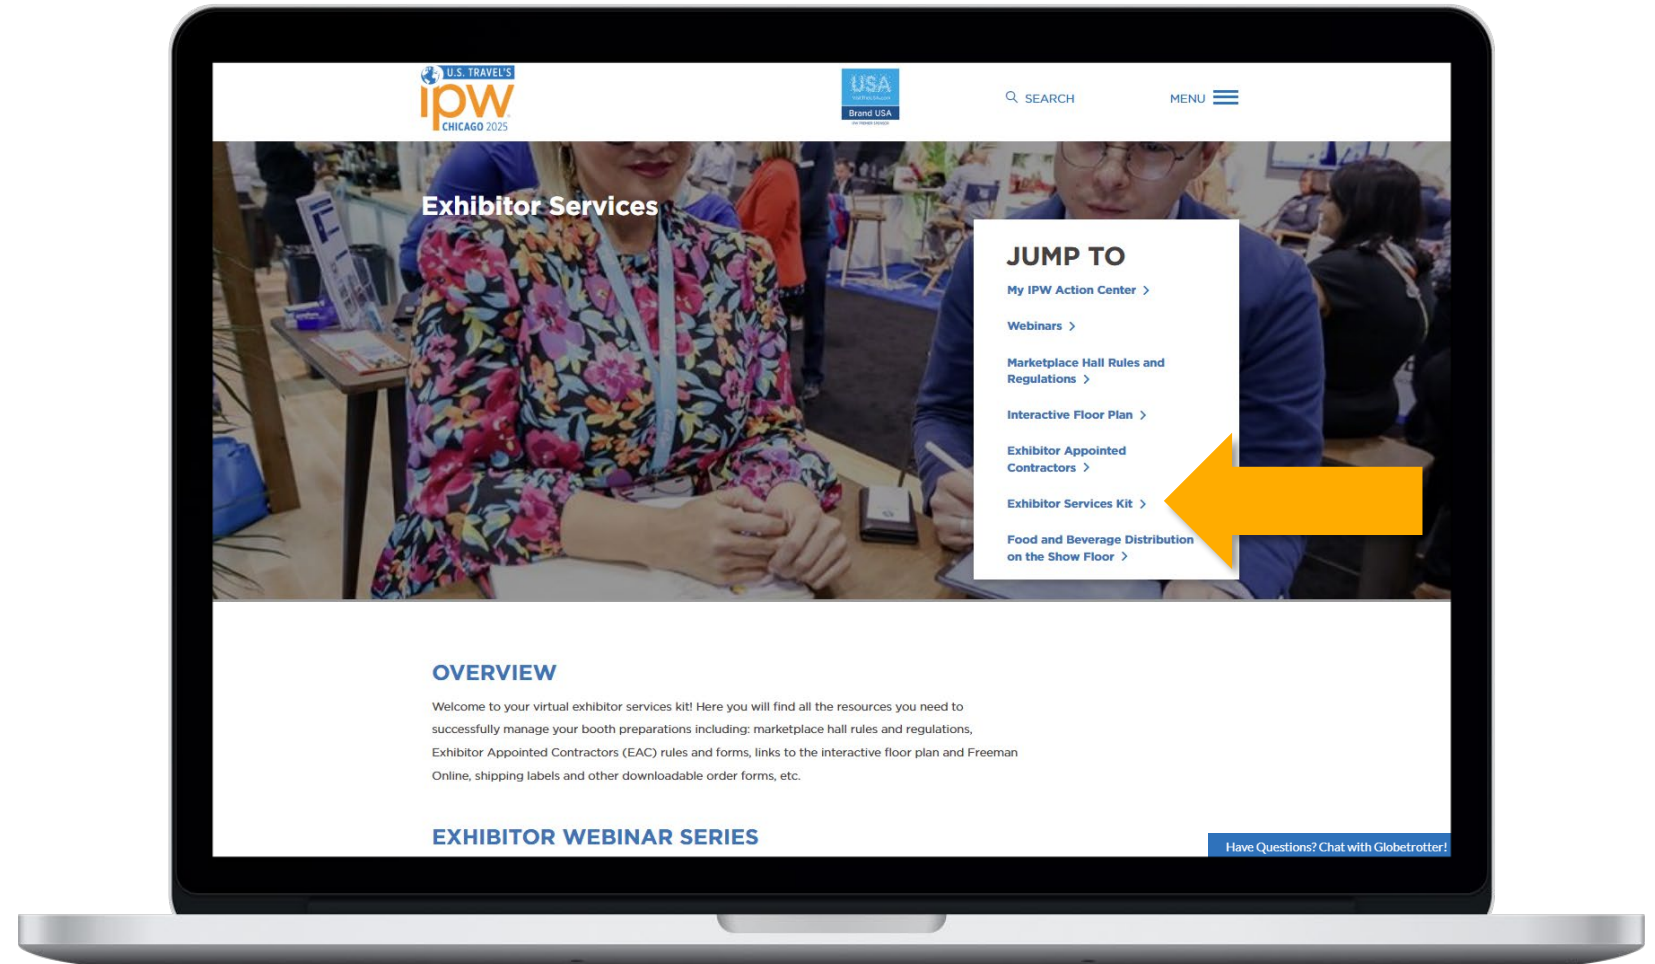 U.S. TRAVEL'S
ipw
CHICAGO 2025
USA
Brand USA
SEARCH
MENU
Exhibitor Services
JUMP TO
My IPW Action Center
Webinars
Marketplace Hall Rules and
Regulations
Interactive Floor Plan
Exhibitor Appointed
Contractors
Exhibitor Services Kit
Food and Beverage Distribution
on the Show Floor
OVERVIEW
Welcome to your virtual exhibitor services kit! Here you will find all the resources you need to
successfully manage your booth preparations including: marketplace hall rules and regulations,
Exhibitor Appointed Contractors (EAC) rules and forms, links to the interactive floor plan and Freeman
Online, shipping labels and other downloadable order forms, etc.
EXHIBITOR WEBINAR SERIES
Have Questions? Chat with Globetrotter!